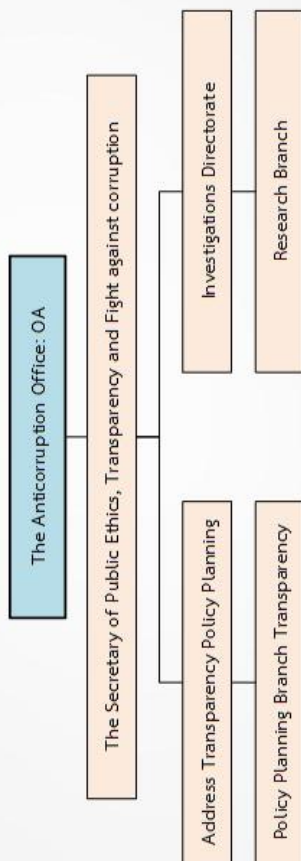 The Anticorruption Office: OA
The Secretary of Public Ethics, Transparency and Fight against corruption
Address Transparency Policy Planning
Investigations Directorate
Policy Planning Branch Transparency
Research Branch